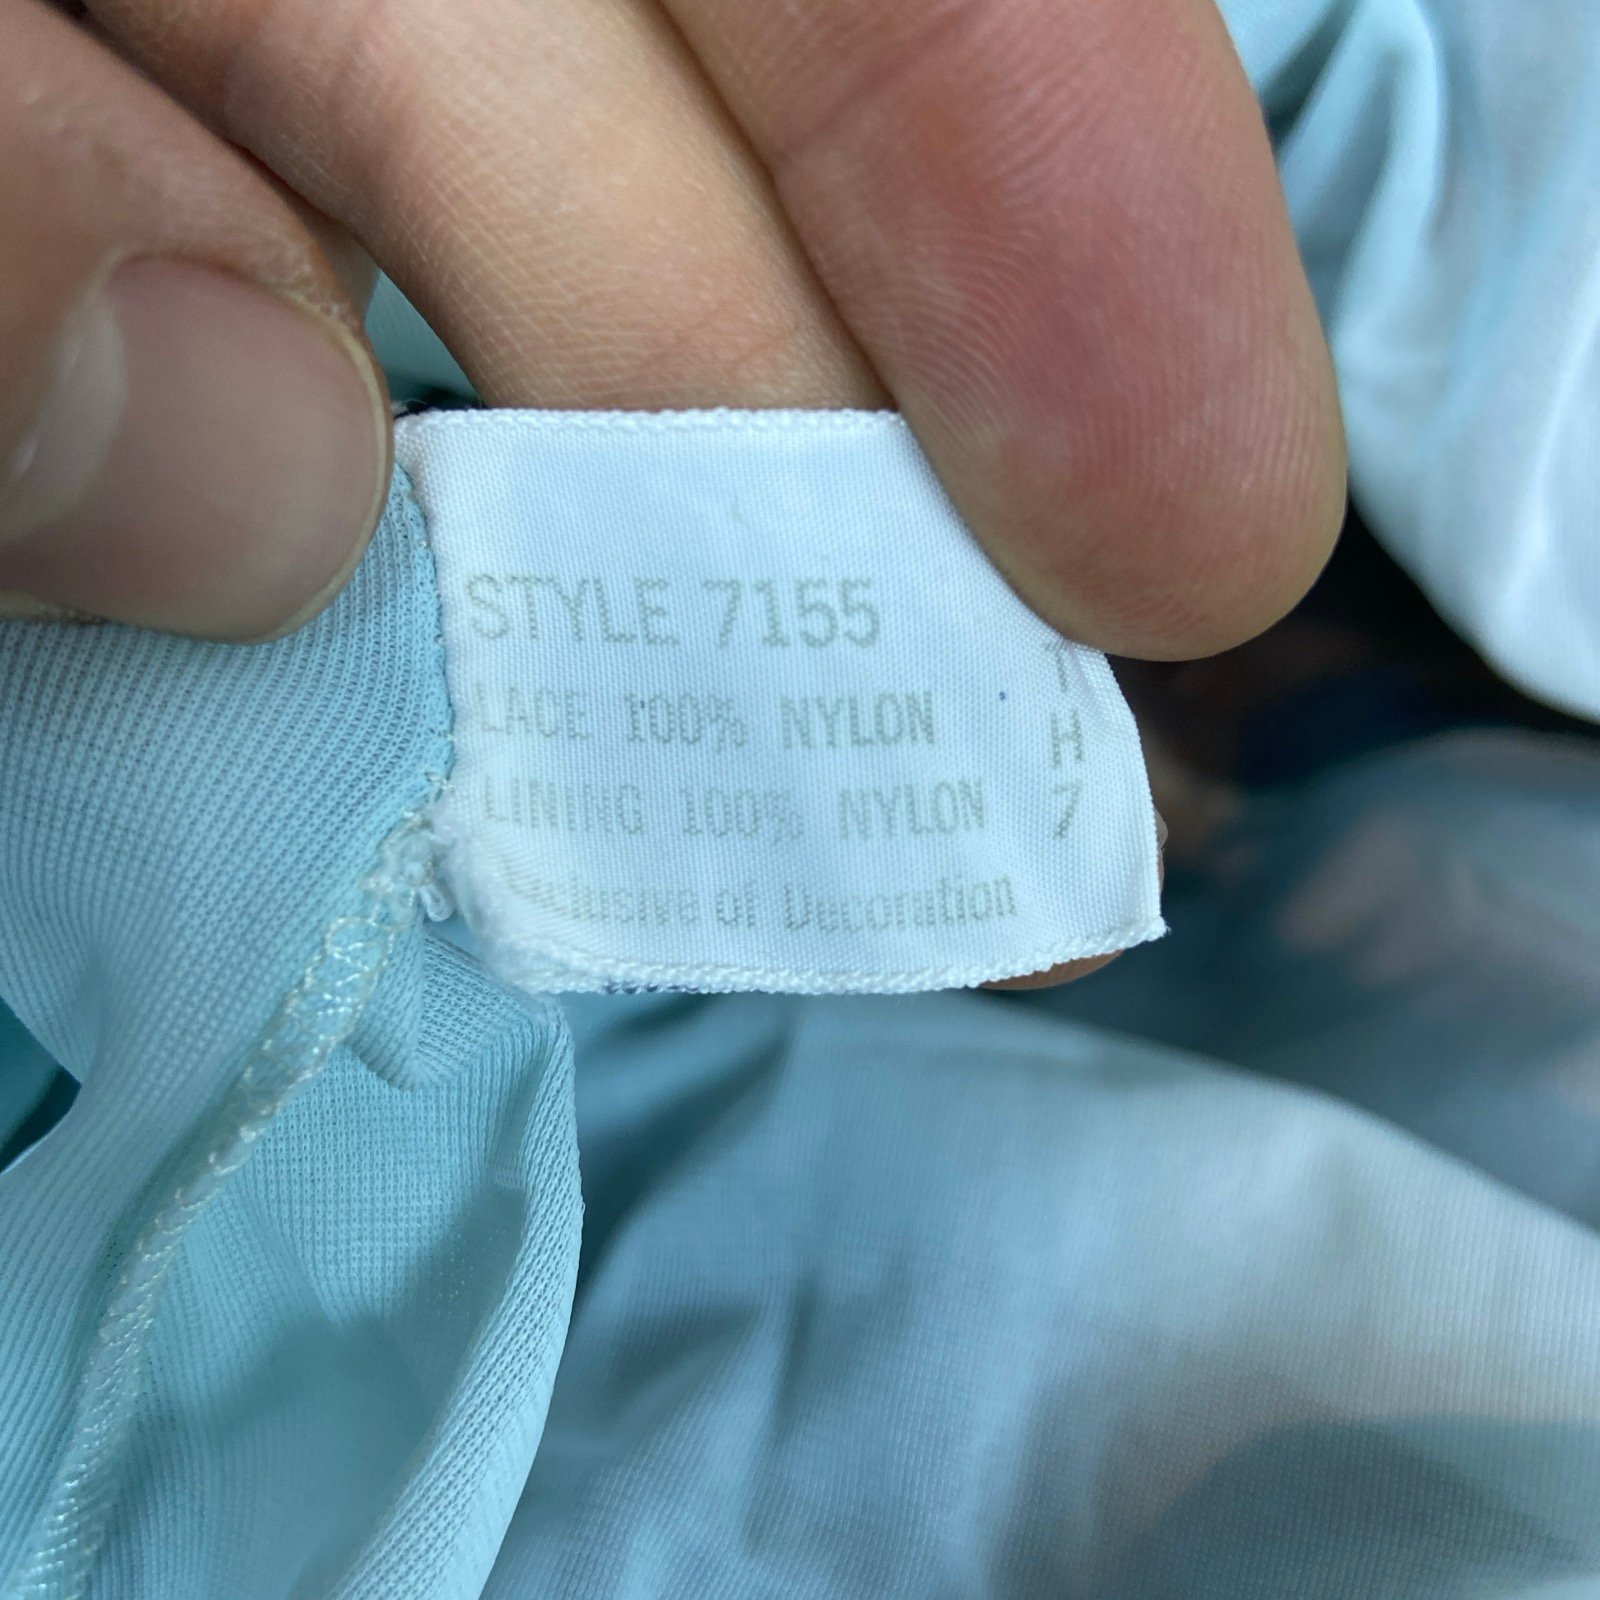 STYLE 7155
LACE 100% NYLON
LINING 100% NYLON
Exclusive of Decoration
H
7